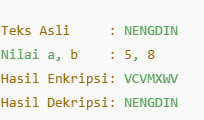 Teks Asli     : NENGDIN
Nilai a, b    : 5, 8
Hasil Enkripsi: VCVMXWV
Hasil Dekripsi: NENGDIN